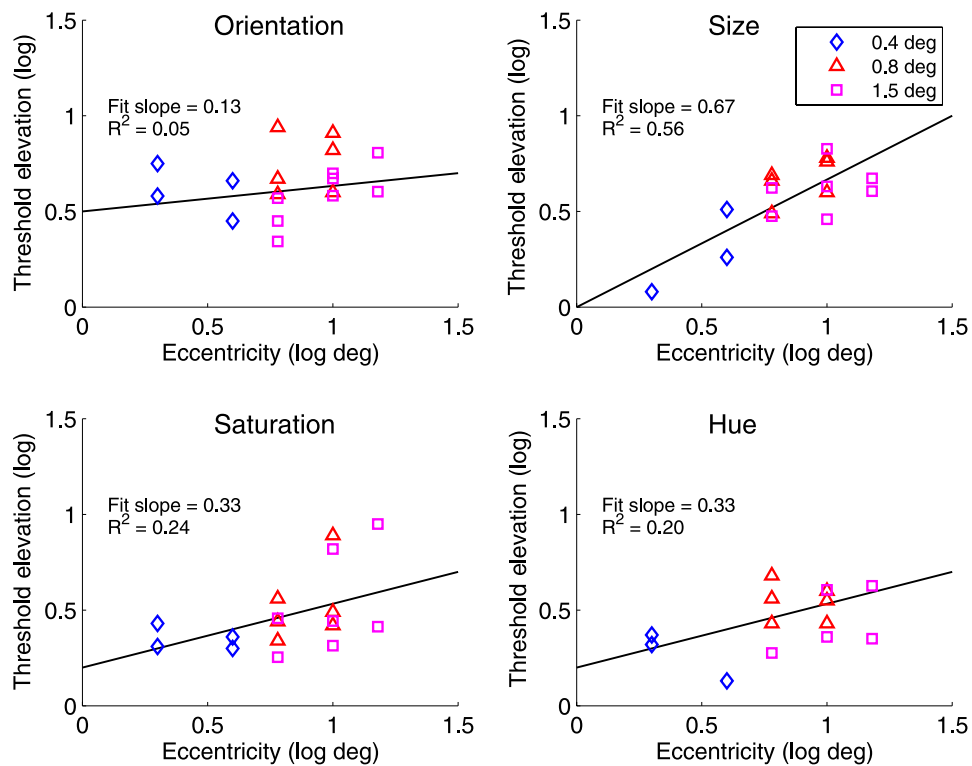 Orientation
1.5
1
0.5
0
0
0.5
1
1.5
Threshold elevation (log)
Eccentricity (log deg)
Fit slope = 0.13
R² = 0.05
Size
0.4 deg
0.8 deg
1.5 deg
1.5
1
0.5
0
0
0.5
1
1.5
Threshold elevation (log)
Eccentricity (log deg)
Fit slope = 0.67
R² = 0.56
Saturation
1.5
1
0.5
0
0
0.5
1
1.5
Threshold elevation (log)
Eccentricity (log deg)
Fit slope = 0.33
R² = 0.24
Hue
1.5
1
0.5
0
0
0.5
1
1.5
Threshold elevation (log)
Eccentricity (log deg)
Fit slope = 0.33
R² = 0.20